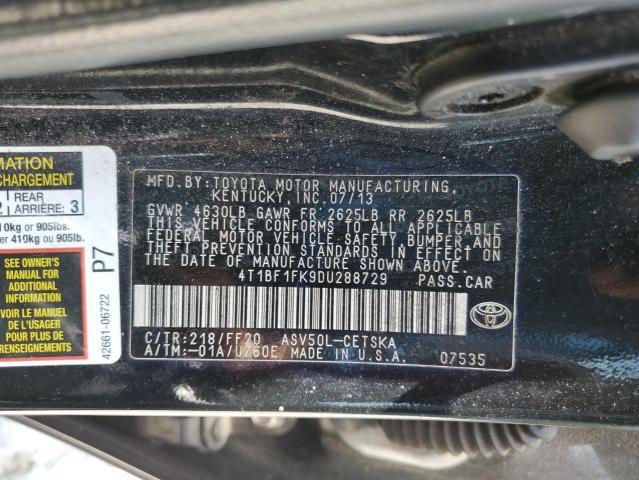 MFD.BY:TOYOTA MOTOR MANUFACTURING,
KENTUCKY, INC.07/13
GVWR 4630LB GAWR FR 2625LB RR 2625LB
THIS VEHICLE CONFORMS TO ALL APPLICABLE
FEDERAL MOTOR VEHICLE SAFETY, BUMPER, AND
THEFT PREVENTION STANDARDS IN EFFECT ON
THE DATE OF MANUFACTURE SHOWN ABOVE.
4T1BF1FK9DU288729 PASS.CAR
C/TR:218/FF20 ASV50L-CETSKA
A/TM:-01A/U260E MADE IN U.S.A. 07535
MATION
CHARGEMENT
REAR
ARRIÈRE: 3
10kg or 905lbs.
er 410kg ou 905lb.
SEE OWNER'S
MANUAL FOR
ADDITIONAL
INFORMATION
VOIR LE MANUEL
DE L'USAGER
POUR PLUS DE
RENSEIGNEMENTS
P7
42661-06722